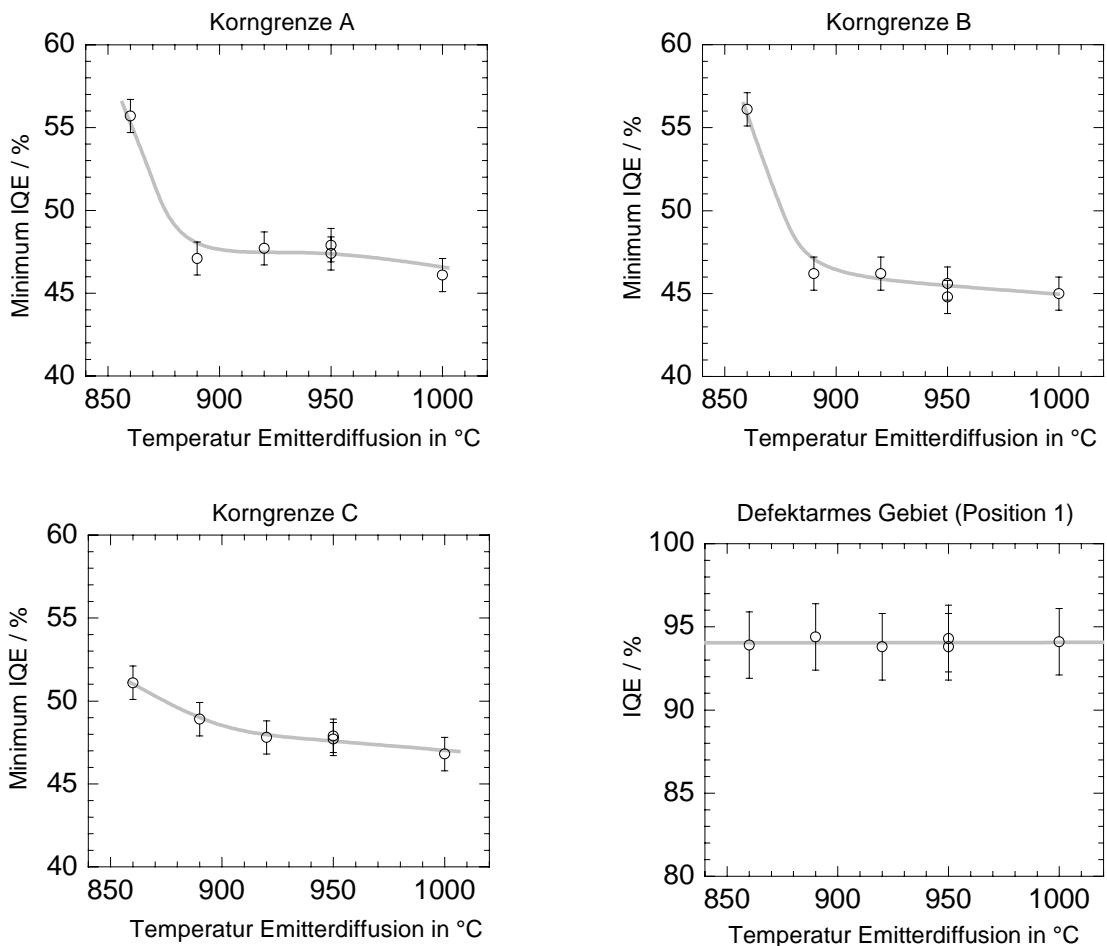 Korngrenze A
60
55
50
45
40
Minimum IQE / %
850 900 950 1000
Temperatur Emitterdiffusion in °C
Korngrenze B
60
55
50
45
40
Minimum IQE / %
850 900 950 1000
Temperatur Emitterdiffusion in °C
Korngrenze C
60
55
50
45
40
Minimum IQE / %
850 900 950 1000
Temperatur Emitterdiffusion in °C
Defektarmes Gebiet (Position 1)
100
95
90
85
80
IQE / %
850 900 950 1000
Temperatur Emitterdiffusion in °C